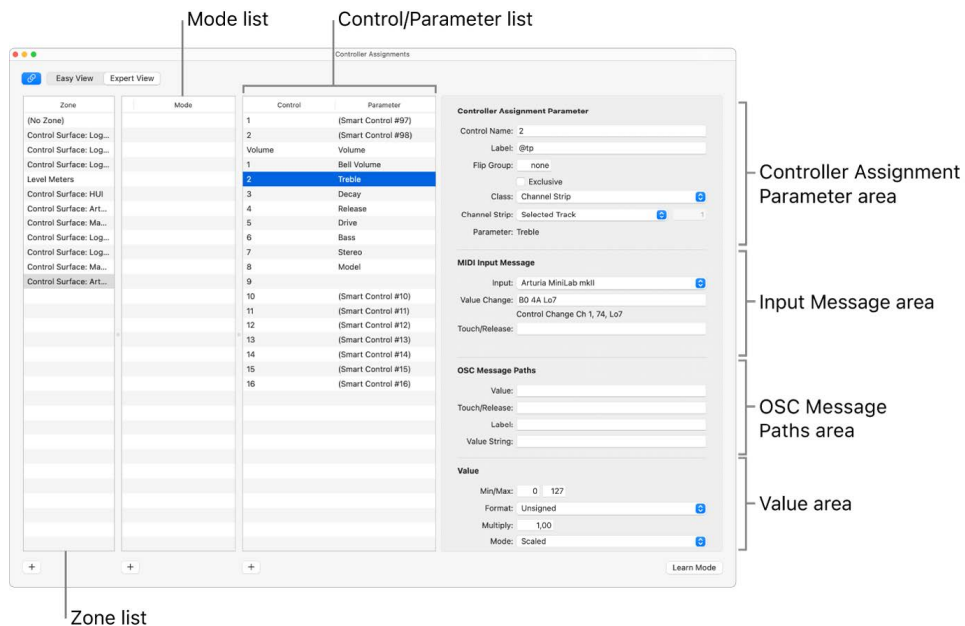 Mode list
Control/Parameter list
Controller Assignments
Easy View Expert View
Zone
(No Zone)
Control Surface: Log...
Control Surface: Log...
Control Surface: Log...
Level Meters
Control Surface: HUI
Control Surface: Art...
Control Surface: Ma...
Control Surface: Log...
Control Surface: Log...
Control Surface: Ma...
Control Surface: Art...
Mode
Control Parameter
1 (Smart Control #97)
2 (Smart Control #98)
Volume Volume
1 Bell Volume
2 Treble
3 Decay
4 Release
5 Drive
6 Bass
7 Stereo
8 Model
9
10 (Smart Control #10)
11 (Smart Control #11)
12 (Smart Control #12)
13 (Smart Control #13)
14 (Smart Control #14)
15 (Smart Control #15)
16 (Smart Control #16)
Controller Assignment Parameter
Control Name: 2
Label: @tp
Flip Group: none
Exclusive
Class: Channel Strip
Channel Strip: Selected Track 1
Parameter: Treble
MIDI Input Message
Input: Arturia MiniLab mkII
Value Change: B0 4A Lo7
Control Change Ch 1, 74, Lo7
Touch/Release:
OSC Message Paths
Value:
Touch/Release:
Label:
Value String:
Value
Min/Max: 0 127
Format: Unsigned
Multiply: 1,00
Mode: Scaled
+ + +
Learn Mode
Controller Assignment
Parameter area
Input Message area
OSC Message
Paths area
Value area
Zone list